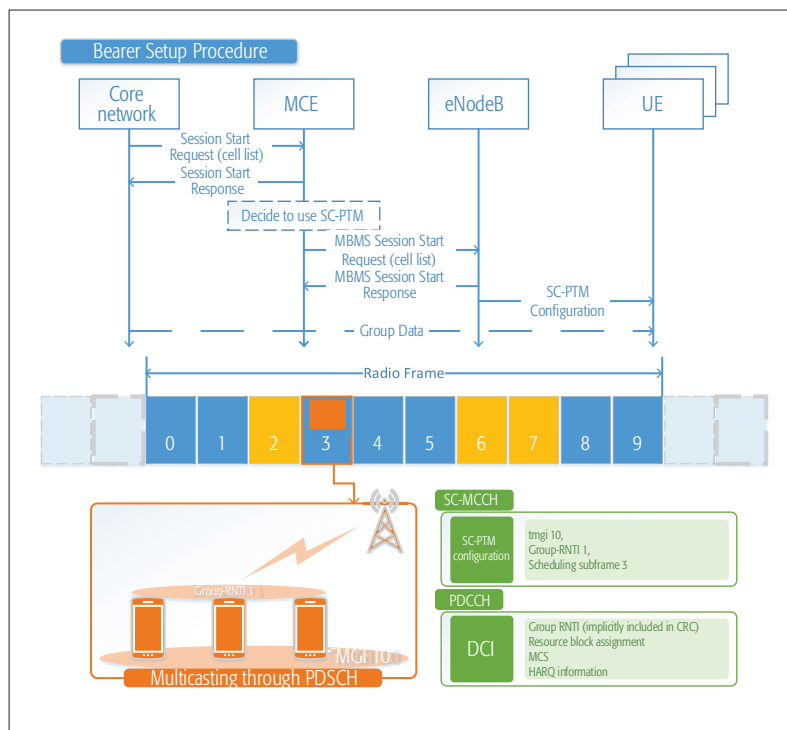 Bearer Setup Procedure
Core
network
MCE
eNodeB
UE
Session Start
Request (cell list)
Session Start
Response
Decide to use SC-PTM
MBMS Session Start
Request (cell list)
MBMS Session Start
Response
SC-PTM
Configuration
Group Data
Radio Frame
0 1 2 3 4 5 6 7 8 9
SC-MCCH
SC-PTM
configuration
tmgi 10,
Group-RNTI 1,
Scheduling subframe 3
Group-RNTI 1
MGI 10
Multicasting through PDSCH
PDCCH
DCI
Group RNTI (implicitly included in CRC)
Resource block assignment
MCS
HARQ information